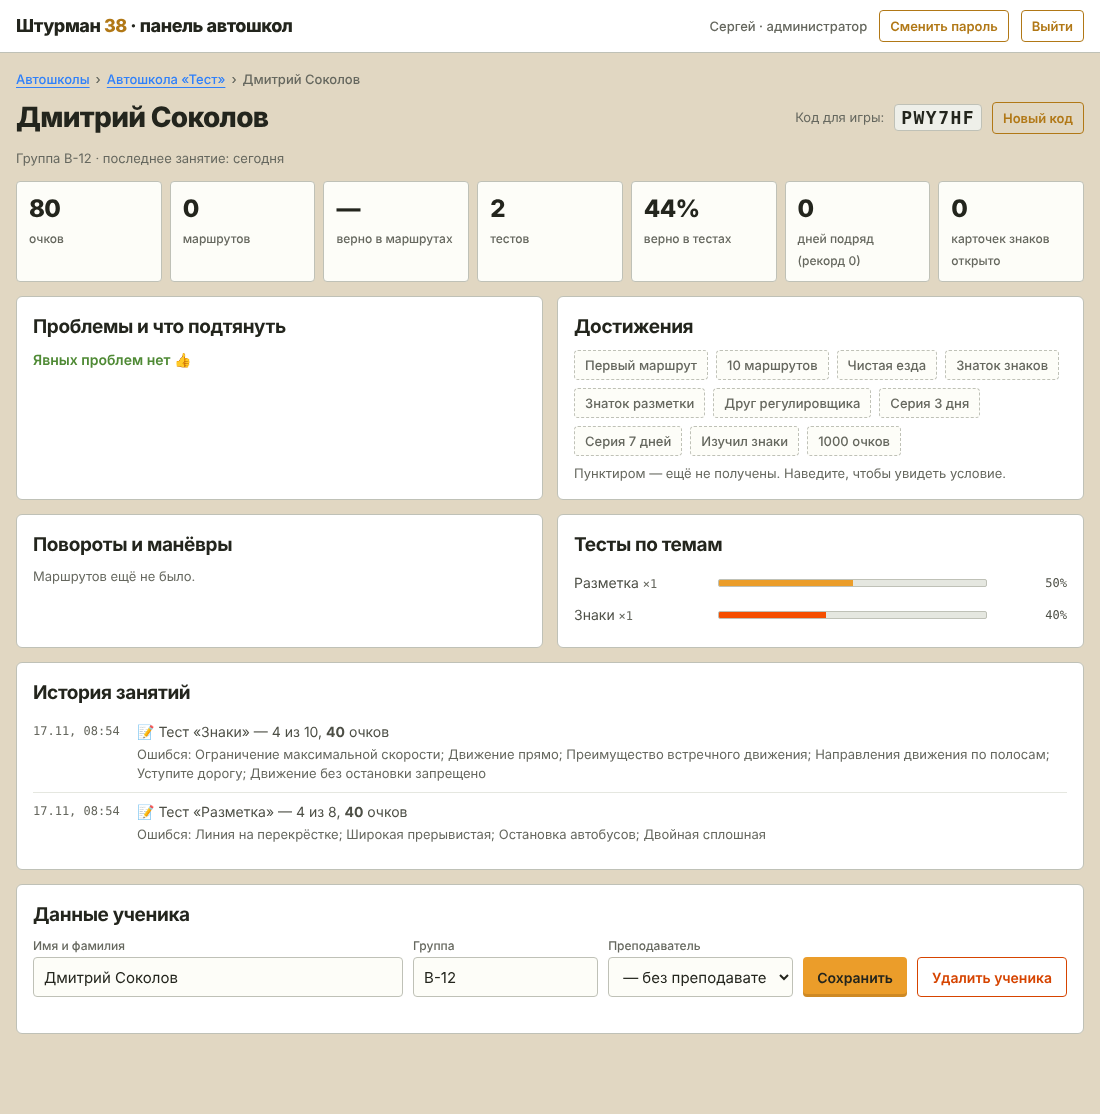 Штурман 38 · панель автошкол
Сергей · администратор
Сменить пароль
Выйти
Автошколы › Автошкола «Тест» › Дмитрий Соколов
Дмитрий Соколов
Код для игры: PWY7HF
Новый код
Группа В-12 · последнее занятие: сегодня
80
очков
0
маршрутов
—
верно в маршрутах
2
тестов
44%
верно в тестах
0
дней подряд
(рекорд 0)
0
карточек знаков
открыто
Проблемы и что подтянуть
Явных проблем нет 👍
Достижения
Первый маршрут
10 маршрутов
Чистая езда
Знаток знаков
Знаток разметки
Друг регулировщика
Серия 3 дня
Серия 7 дней
Изучил знаки
1000 очков
Пунктиром — ещё не получены. Наведите, чтобы увидеть условие.
Повороты и манёвры
Маршрутов ещё не было.
Тесты по темам
Разметка ×1 50%
Знаки ×1 40%
История занятий
17.11, 08:54 📝 Тест «Знаки» — 4 из 10, 40 очков
Ошибся: Ограничение максимальной скорости; Движение прямо; Преимущество встречного движения; Направления движения по полосам;
Уступите дорогу; Движение без остановки запрещено
17.11, 08:54 📝 Тест «Разметка» — 4 из 8, 40 очков
Ошибся: Линия на перекрёстке; Широкая прерывистая; Остановка автобусов; Двойная сплошная
Данные ученика
Имя и фамилия
Дмитрий Соколов
Группа
В-12
Преподаватель
— без преподавате
Сохранить
Удалить ученика